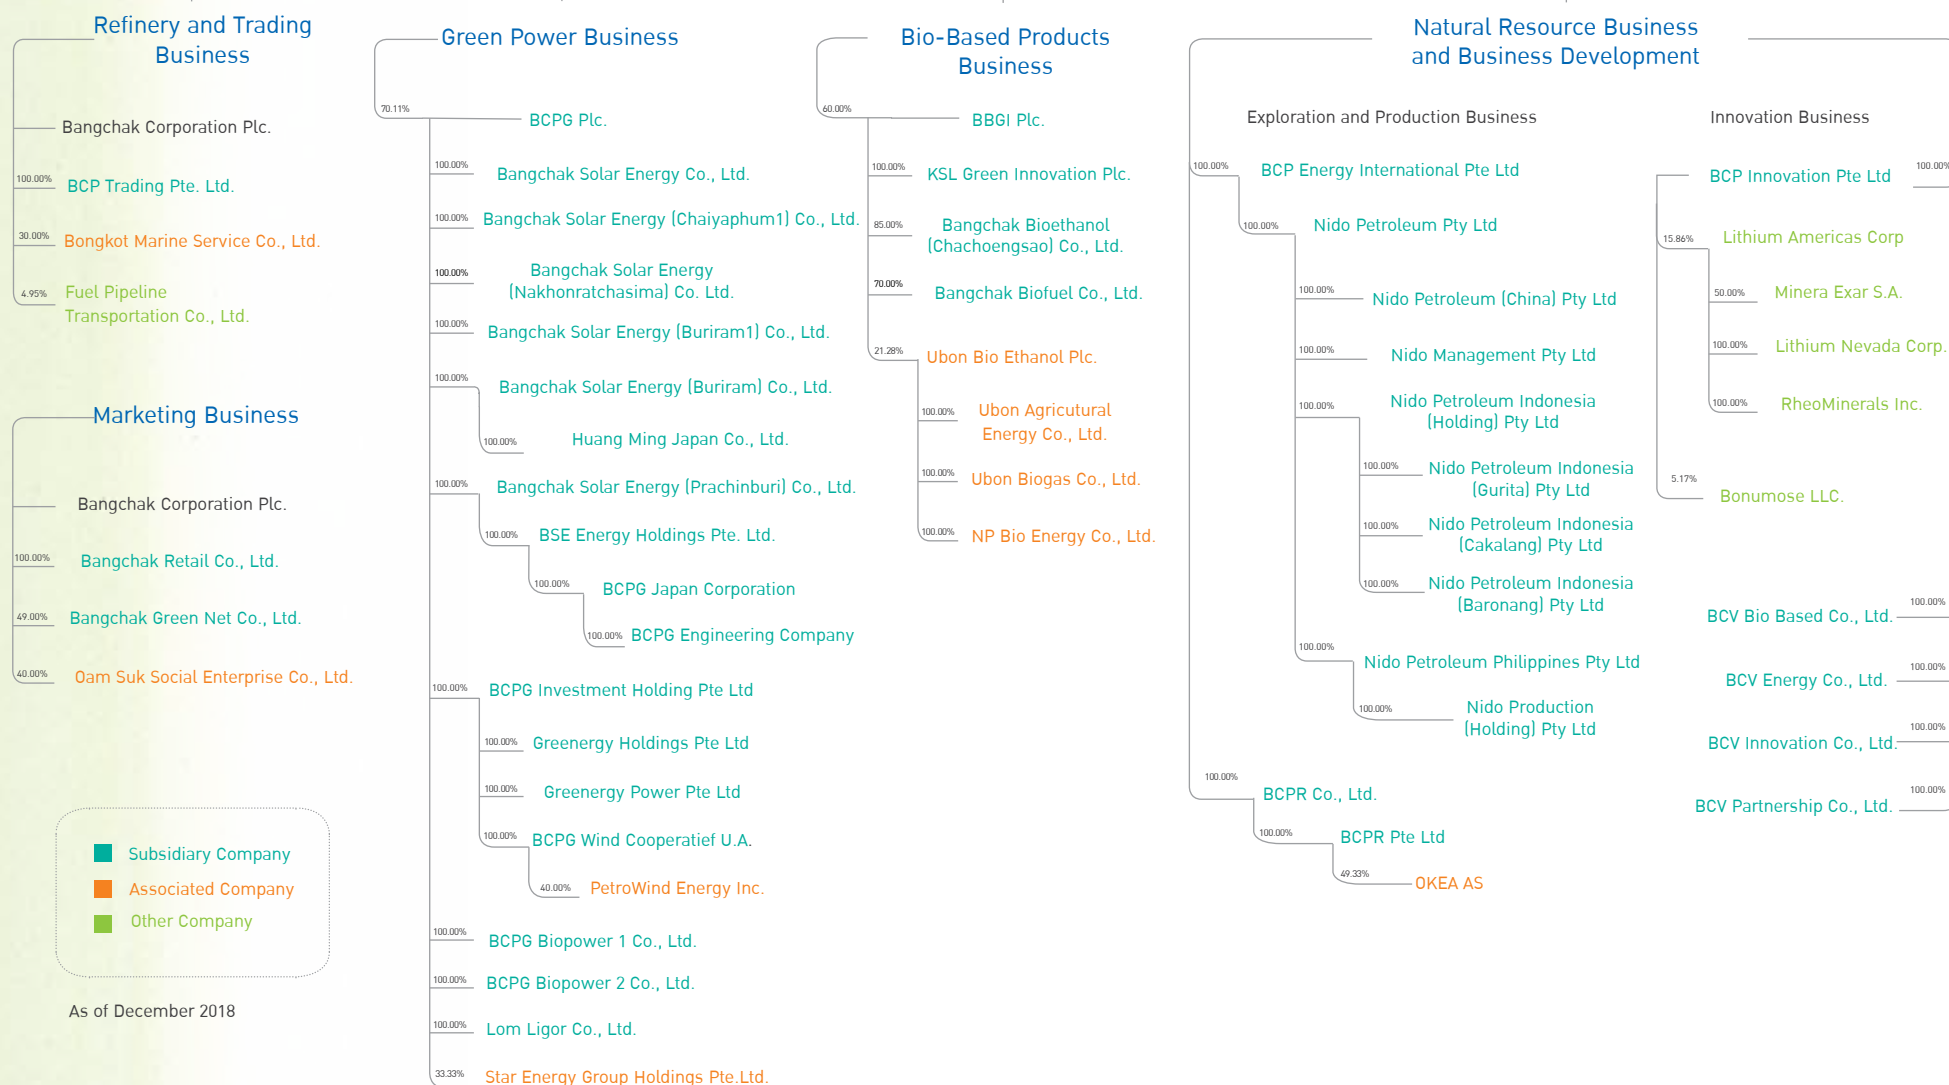 Refinery and Trading
Business
Bangchak Corporation Plc.
100.00%
BCP Trading Pte. Ltd.
30.00%
Bongkot Marine Service Co., Ltd.
4.95%
Fuel Pipeline
Transportation Co., Ltd.
Marketing Business
Bangchak Corporation Plc.
100.00%
Bangchak Retail Co., Ltd.
49.00%
Bangchak Green Net Co., Ltd.
40.00%
Oam Suk Social Enterprise Co., Ltd.
Subsidiary Company
Associated Company
Other Company
As of December 2018
Green Power Business
70.11%
BCPG Plc.
100.00%
Bangchak Solar Energy Co., Ltd.
100.00%
Bangchak Solar Energy (Chaiyaphum1) Co., Ltd.
100.00%
Bangchak Solar Energy
(Nakhonratchasima) Co. Ltd.
100.00%
Bangchak Solar Energy (Buriram1) Co., Ltd.
100.00%
Bangchak Solar Energy (Buriram) Co., Ltd.
100.00%
Huang Ming Japan Co., Ltd.
100.00%
Bangchak Solar Energy (Prachinburi) Co., Ltd.
100.00%
BSE Energy Holdings Pte. Ltd.
100.00%
BCPG Japan Corporation
100.00%
BCPG Engineering Company
100.00%
BCPG Investment Holding Pte Ltd
100.00%
Greenergy Holdings Pte Ltd
100.00%
Greenergy Power Pte Ltd
100.00%
BCPG Wind Cooperatief U.A.
40.00%
PetroWind Energy Inc.
100.00%
BCPG Biopower 1 Co., Ltd.
100.00%
BCPG Biopower 2 Co., Ltd.
100.00%
Lom Ligor Co., Ltd.
33.33%
Star Energy Group Holdings Pte.Ltd.
Bio-Based Products
Business
60.00%
BBGI Plc.
100.00%
KSL Green Innovation Plc.
85.00%
Bangchak Bioethanol
(Chachoengsao) Co., Ltd.
70.00%
Bangchak Biofuel Co., Ltd.
21.28%
Ubon Bio Ethanol Plc.
100.00%
Ubon Agricutural
Energy Co., Ltd.
100.00%
Ubon Biogas Co., Ltd.
100.00%
NP Bio Energy Co., Ltd.
Natural Resource Business
and Business Development
Exploration and Production Business
100.00%
BCP Energy International Pte Ltd
100.00%
Nido Petroleum Pty Ltd
100.00%
Nido Petroleum (China) Pty Ltd
100.00%
Nido Management Pty Ltd
100.00%
Nido Petroleum Indonesia
(Holding) Pty Ltd
100.00%
Nido Petroleum Indonesia
(Gurita) Pty Ltd
100.00%
Nido Petroleum Indonesia
(Cakalang) Pty Ltd
100.00%
Nido Petroleum Indonesia
(Baronang) Pty Ltd
100.00%
Nido Petroleum Philippines Pty Ltd
100.00%
Nido Production
(Holding) Pty Ltd
100.00%
BCPR Co., Ltd.
100.00%
BCPR Pte Ltd
49.33%
OKEA AS
Innovation Business
BCP Innovation Pte Ltd
100.00%
15.86%
Lithium Americas Corp
50.00%
Minera Exar S.A.
100.00%
Lithium Nevada Corp.
100.00%
RheoMinerals Inc.
5.17%
Bonumose LLC.
BCV Bio Based Co., Ltd.
100.00%
BCV Energy Co., Ltd.
100.00%
BCV Innovation Co., Ltd.
100.00%
BCV Partnership Co., Ltd.
100.00%